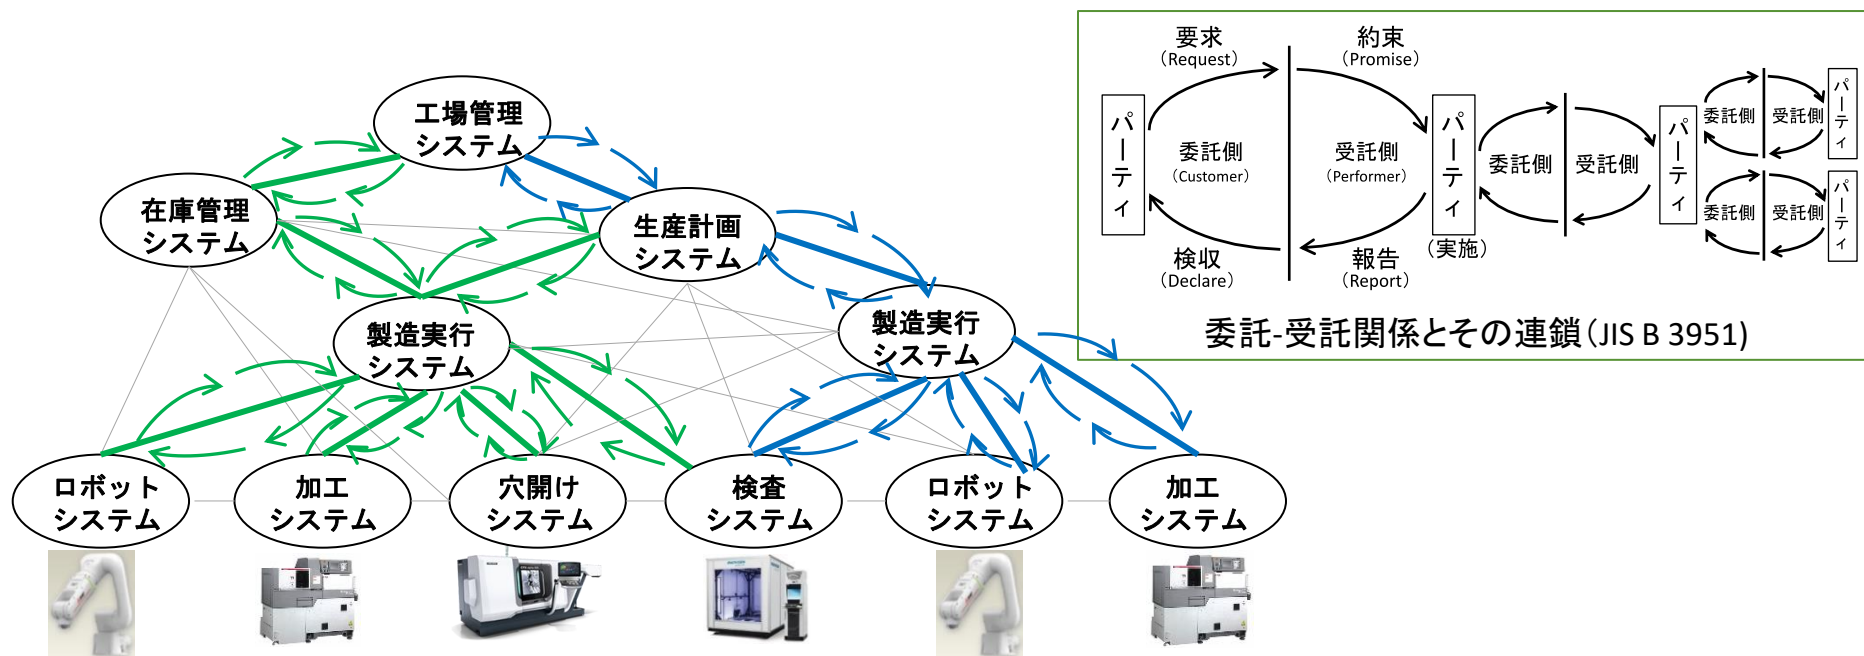 工場管理
システム
在庫管理
システム
生産計画
システム
製造実行
システム
製造実行
システム
ロボット
システム
加工
システム
穴開け
システム
検査
システム
ロボット
システム
加工
システム
要求
（Request）
約束
（Promise）
パーティ
委託側
（Customer）
受託側
（Performer）
パーティ
（実施）
検収
（Declare）
報告
（Report）
委託側
受託側
パーティ
委託側
受託側
パーティ
委託側
受託側
パーティ
委託-受託関係とその連鎖（JIS B 3951)